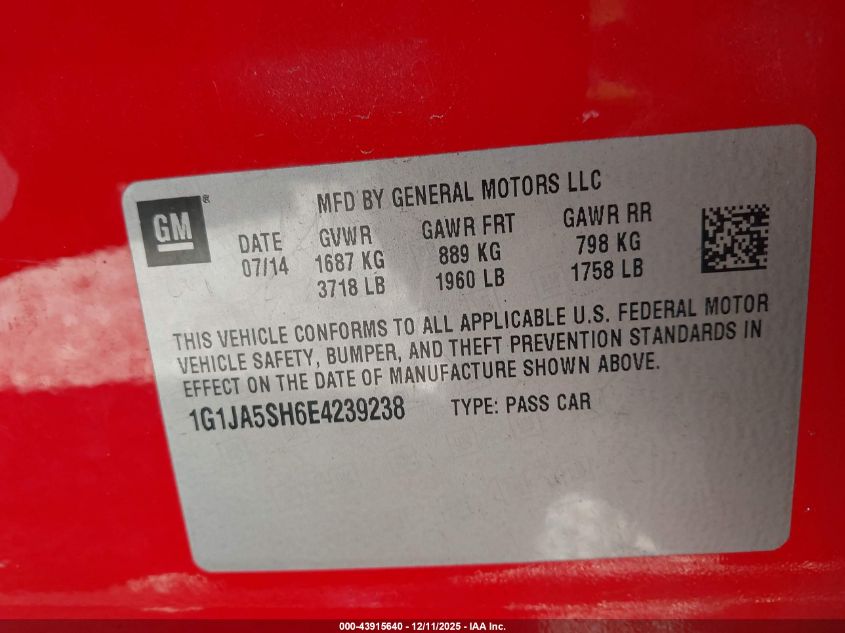 MFD BY GENERAL MOTORS LLC
GM®
DATE GVWR GAWR FRT GAWR RR
07/14 1687 KG 889 KG 798 KG
3718 LB 1960 LB 1758 LB
THIS VEHICLE CONFORMS TO ALL APPLICABLE U.S. FEDERAL MOTOR
VEHICLE SAFETY, BUMPER, AND THEFT PREVENTION STANDARDS IN
EFFECT ON THE DATE OF MANUFACTURE SHOWN ABOVE.
1G1JA5SH6E4239238 TYPE: PASS CAR
000-43915640 - 12/11/2025 - IAA Inc.